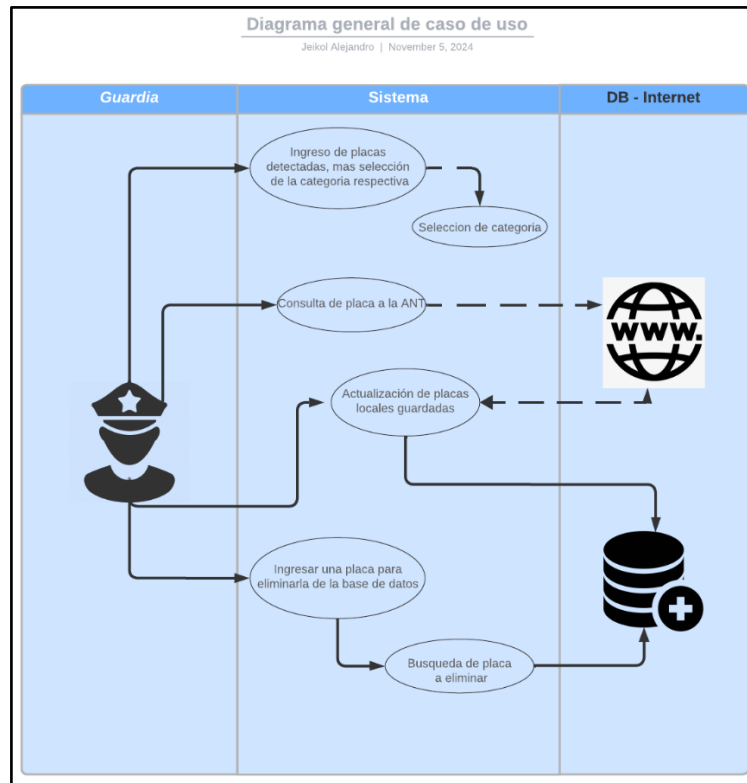 Diagrama general de caso de uso
Jeikol Alejandro | November 5, 2024
Guardia
Sistema
DB - Internet
Ingreso de placas
detectadas, mas selección
de la categoria respectiva
Seleccion de categoria
Consulta de placa a la ANT
WWW.
Actualización de placas
locales guardadas
Ingresar una placa para
eliminarla de la base de datos
Busqueda de placa
a eliminar